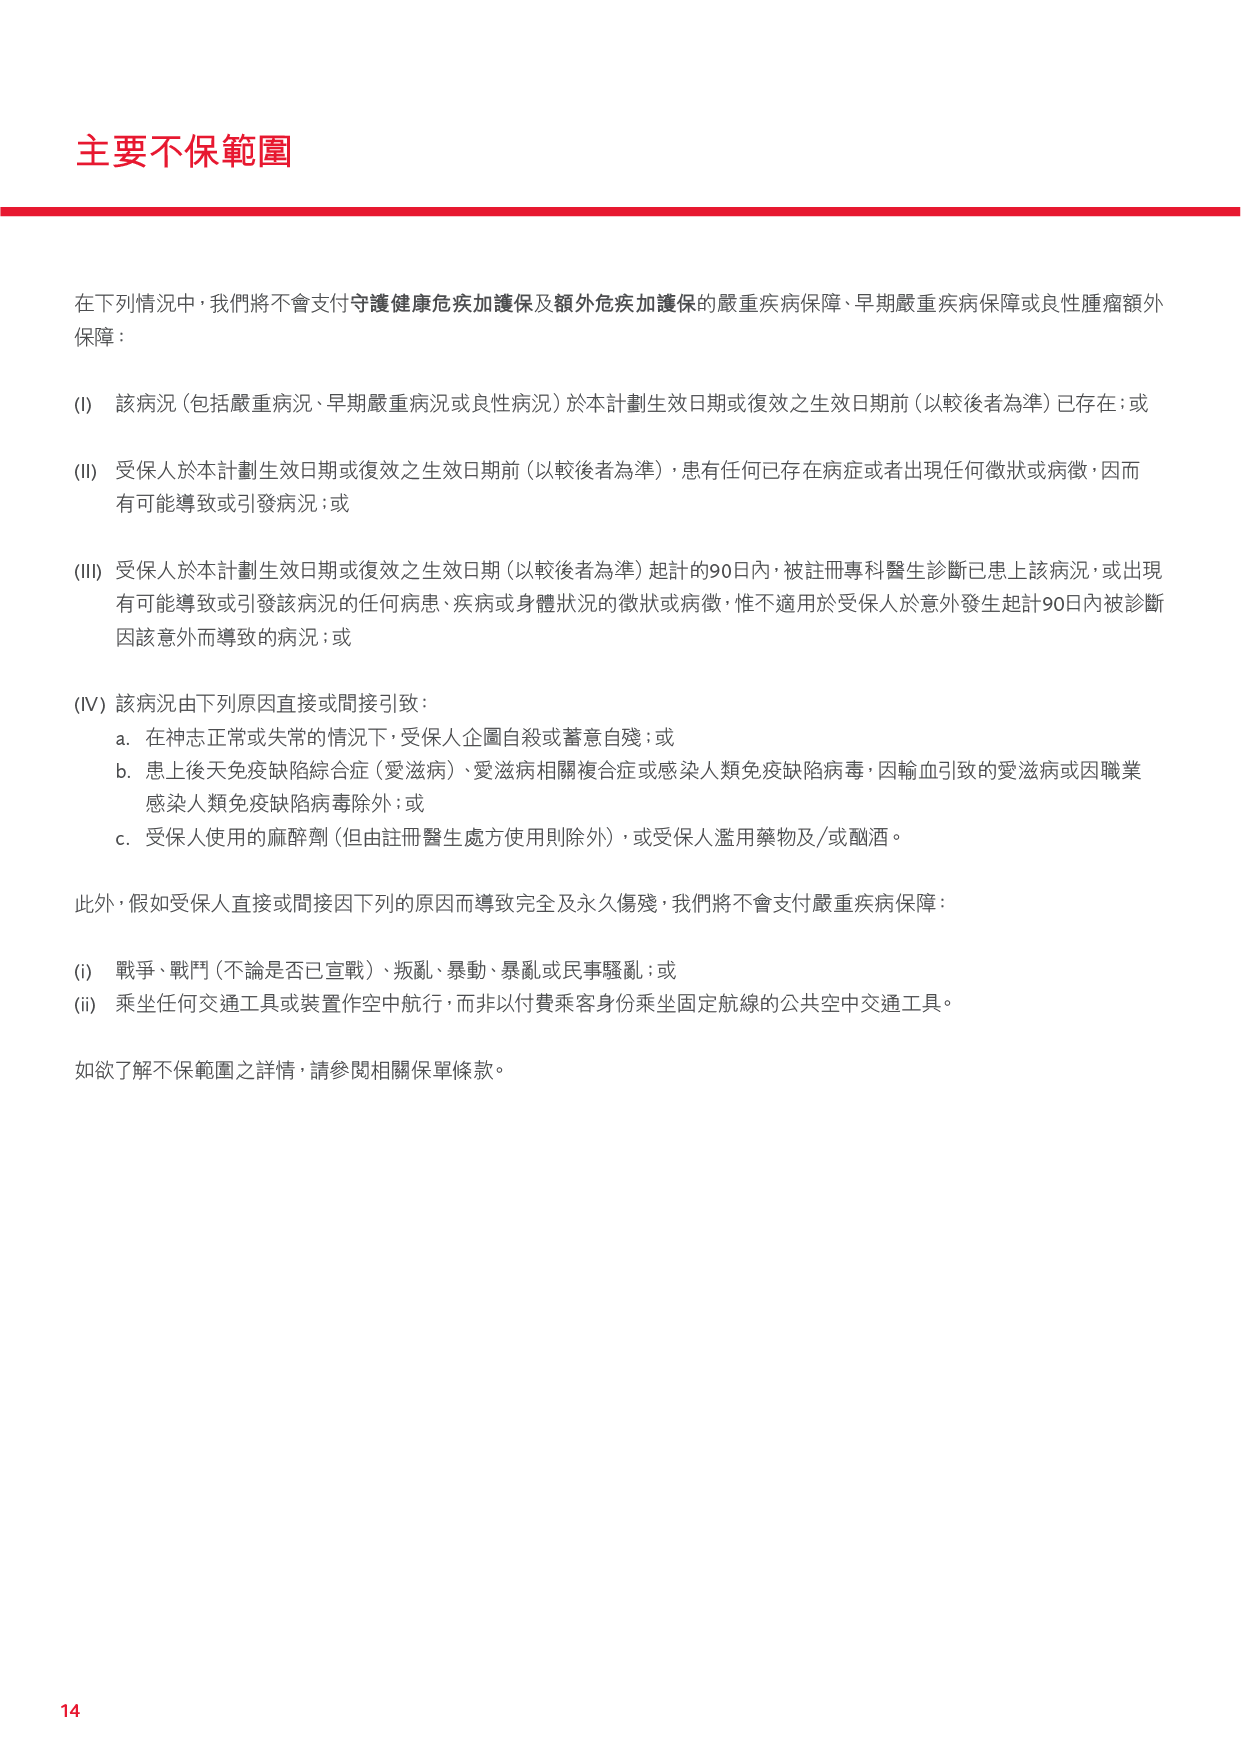 主要不保範圍
在下列情況中，我們將不會支付守護健康危疾加護保及額外危疾加護保的嚴重疾病保障、早期嚴重疾病保障或良性腫瘤額外
保障：
(I) 該病況（包括嚴重病況、早期嚴重病況或良性病況）於本計劃生效日期或復效之生效日期前（以較後者為準）已存在；或
(II) 受保人於本計劃生效日期或復效之生效日期前（以較後者為準），患有任何已存在病症或者出現任何徵狀或病徵，因而
有可能導致或引發病況；或
(III) 受保人於本計劃生效日期或復效之生效日期（以較後者為準）起計的90日內，被註冊專科醫生診斷已患上該病況，或出現
有可能導致或引發該病況的任何病患、疾病或身體狀況的徵狀或病徵，惟不適用於受保人於意外發生起計90日內被診斷
因該意外而導致的病況；或
(IV) 該病況由下列原因直接或間接引致：
a. 在神志正常或失常的情況下，受保人企圖自殺或蓄意自殘；或
b. 患上後天免疫缺陷綜合症（愛滋病）、愛滋病相關複合症或感染人類免疫缺陷病毒，因輸血引致的愛滋病或因職業
感染人類免疫缺陷病毒除外；或
c. 受保人使用的麻醉劑（但由註冊醫生處方使用則除外），或受保人濫用藥物及/或酗酒。
此外，假如受保人直接或間接因下列的原因而導致完全及永久傷殘，我們將不會支付嚴重疾病保障：
(i) 戰爭、戰鬥（不論是否已宣戰）、叛亂、暴動、暴亂或民事騷亂；或
(ii) 乘坐任何交通工具或裝置作空中航行，而非以付費乘客身份乘坐固定航線的公共空中交通工具。
如欲了解不保範圍之詳情，請參閱相關保單條款。
14